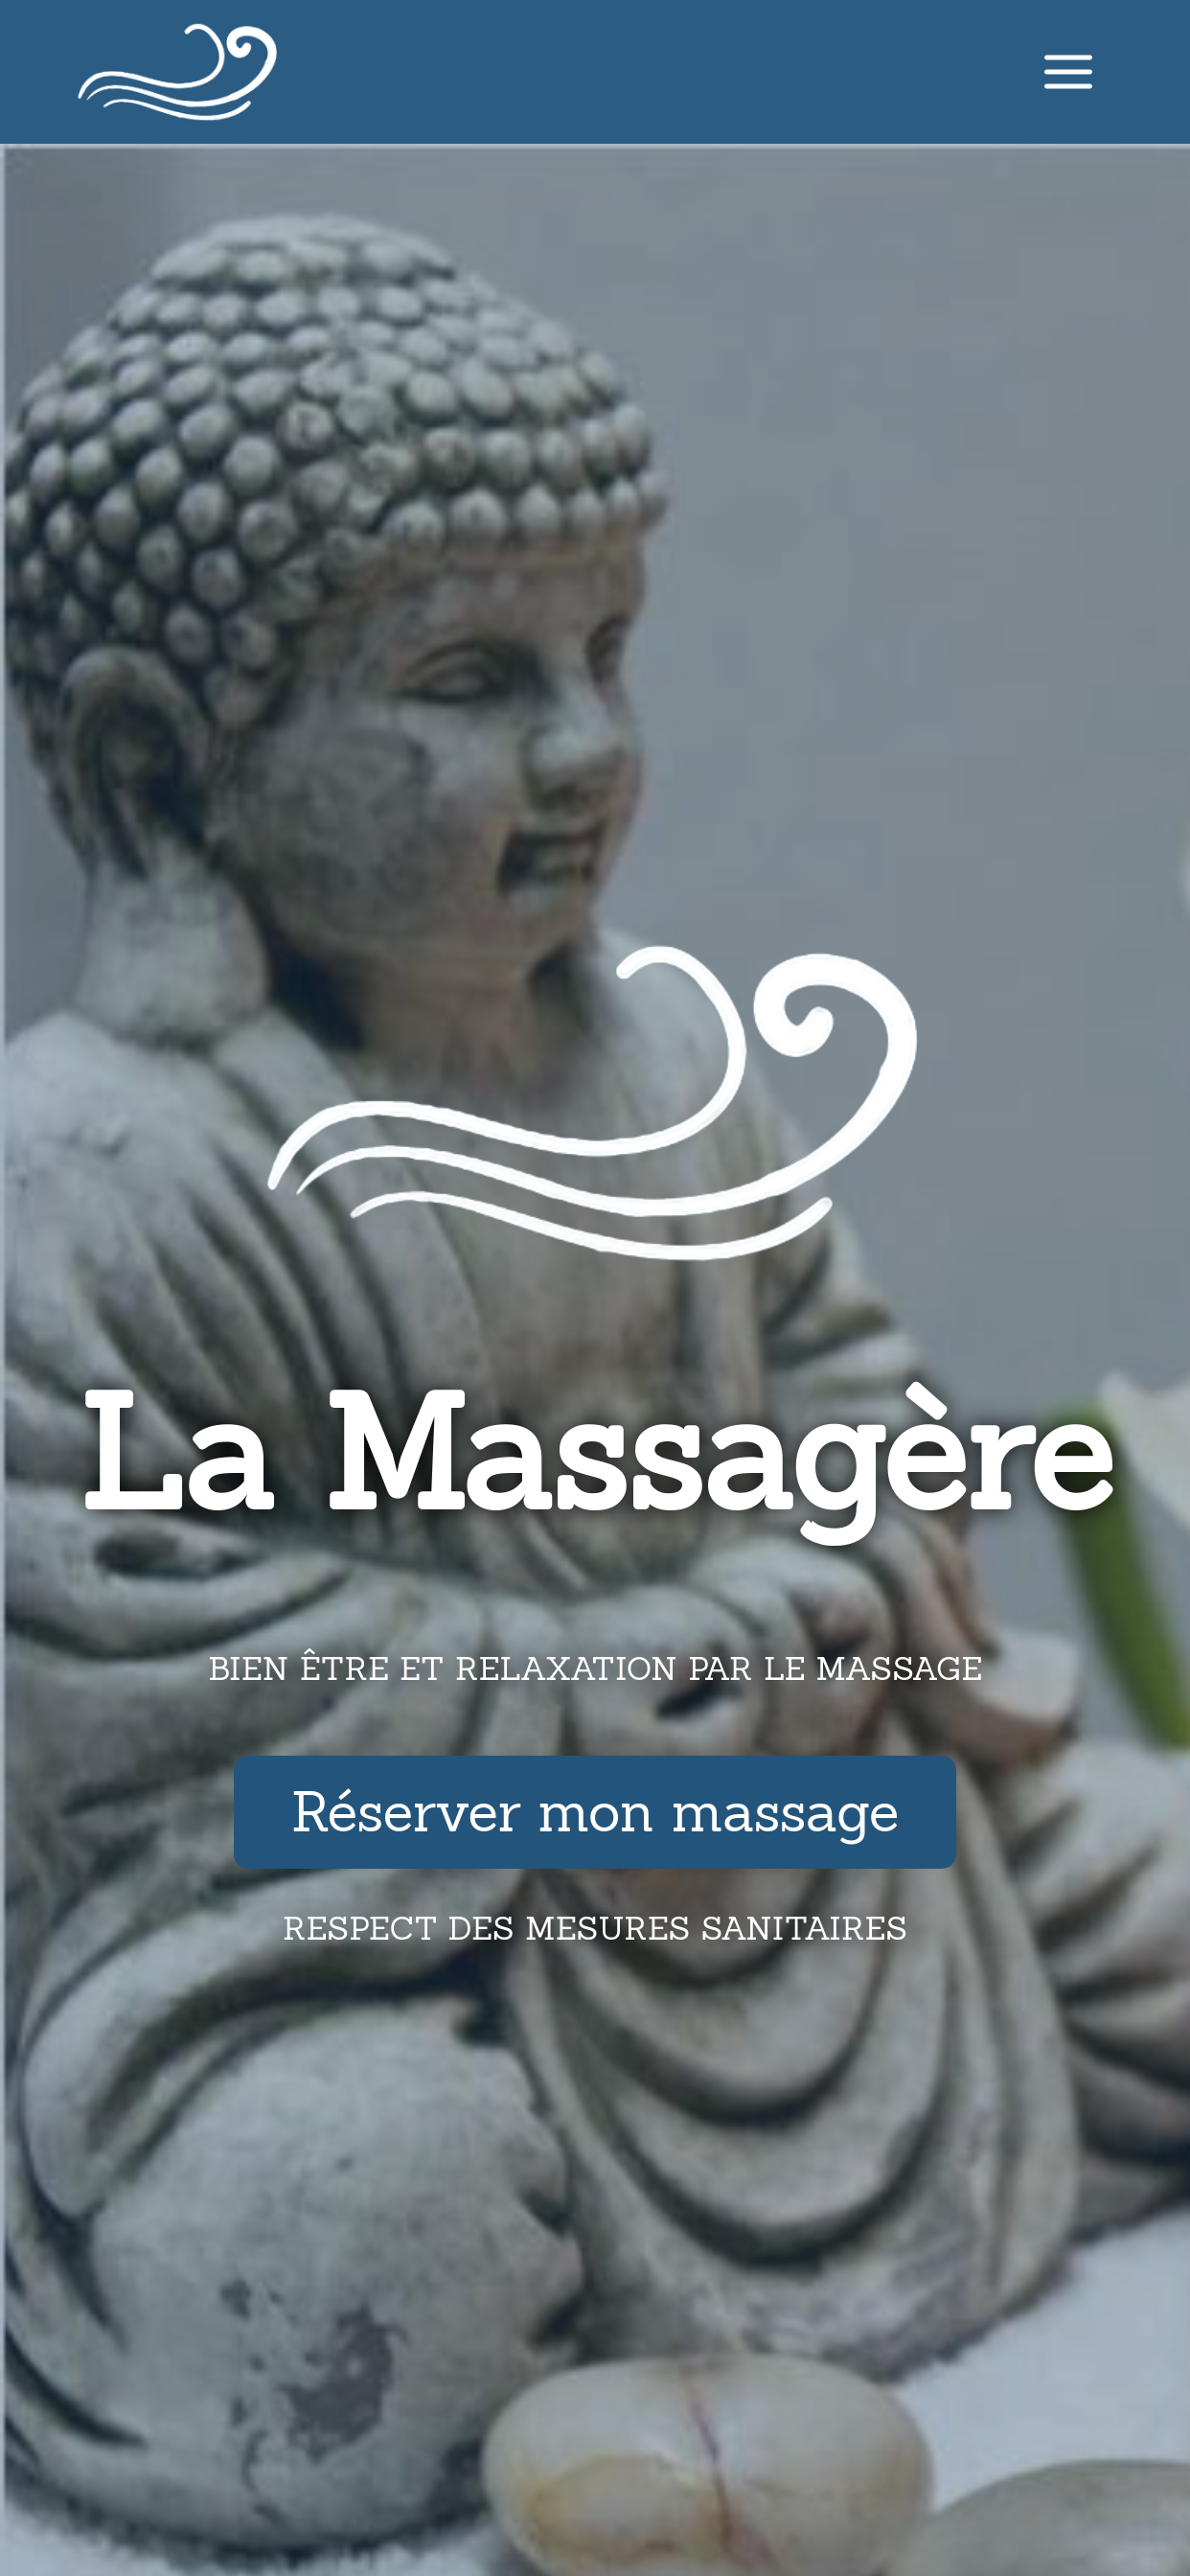 La Massagère
BIEN ÊTRE ET RELAXATION PAR LE MASSAGE
Réserver mon massage
RESPECT DES MESURES SANITAIRES